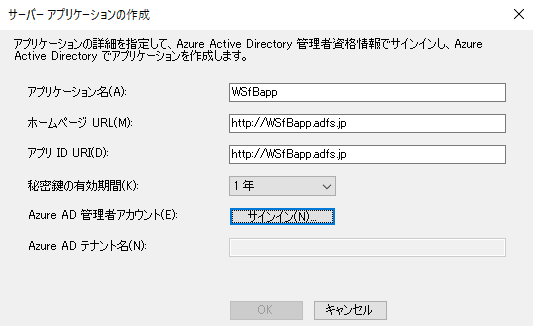 サーバー アプリケーションの作成
アプリケーションの詳細を指定して、Azure Active Directory 管理者資格情報でサインインし、Azure
Active Directory でアプリケーションを作成します。
アプリケーション名(A):
WSfBapp
ホームページ URL(M):
http://WSfBapp.adfs.jp
アプリ ID URI(D):
http://WSfBapp.adfs.jp
秘密鍵の有効期間(K):
1 年
Azure AD 管理者アカウント(E):
サインイン(N)...
Azure AD テナント名(N):
OK
キャンセル